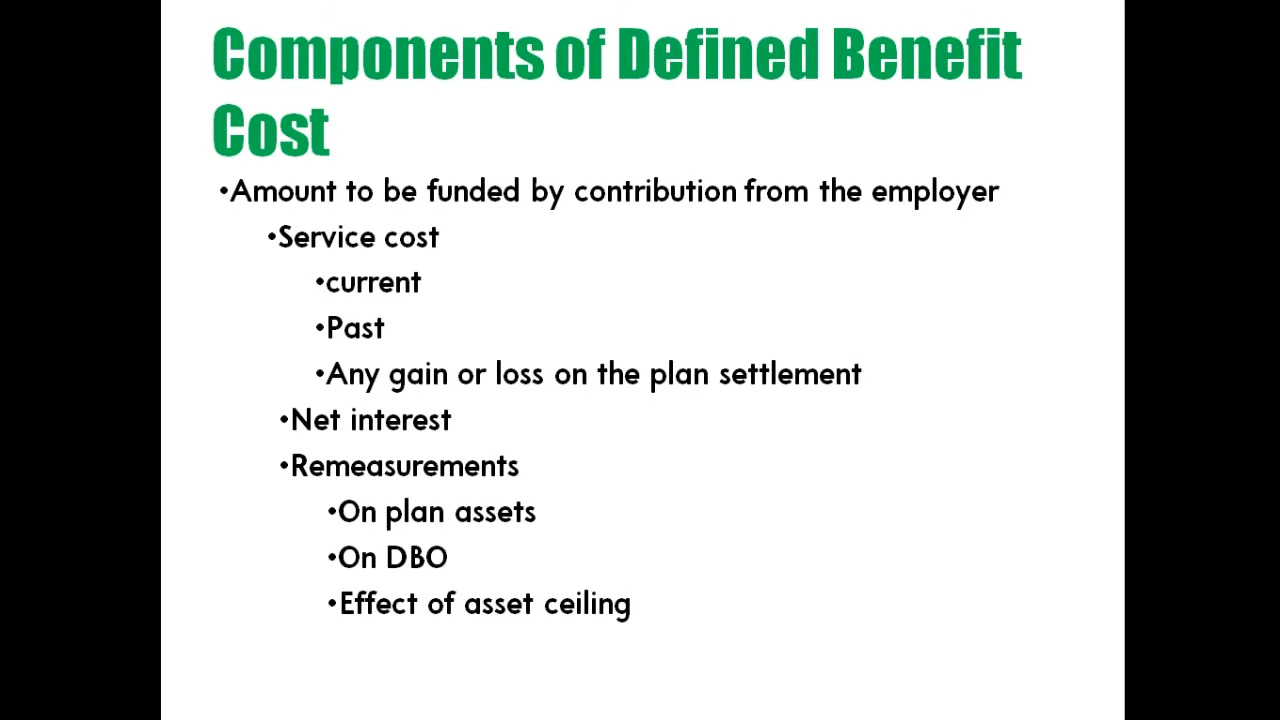 Components of Defined Benefit
Cost
•Amount to be funded by contribution from the employer
•Service cost
•current
•Past
•Any gain or loss on the plan settlement
•Net interest
•Remeasurements
•On plan assets
•On DBO
•Effect of asset ceiling